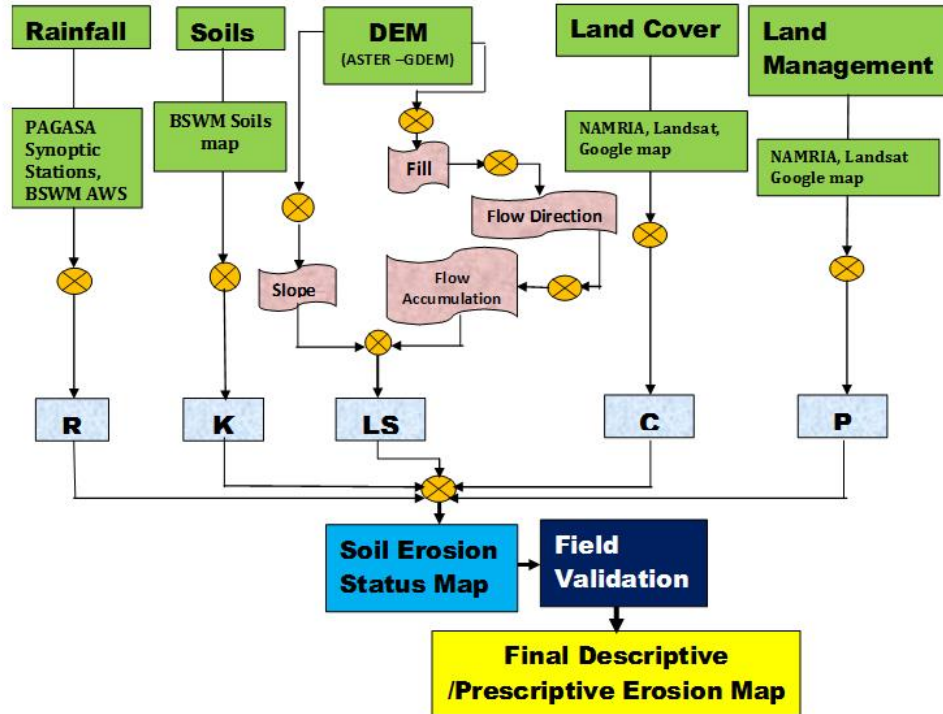 Rainfall
Soils
DEM
(ASTER –GDEM)
Land Cover
Land
Management
PAGASA
Synoptic
Stations,
BSWM AWS
BSWM Soils
map
NAMRIA, Landsat,
Google map
NAMRIA, Landsat
Google map
Fill
Flow Direction
Slope
Flow
Accumulation
R
K
LS
C
P
Soil Erosion
Status Map
Field
Validation
Final Descriptive
/Prescriptive Erosion Map